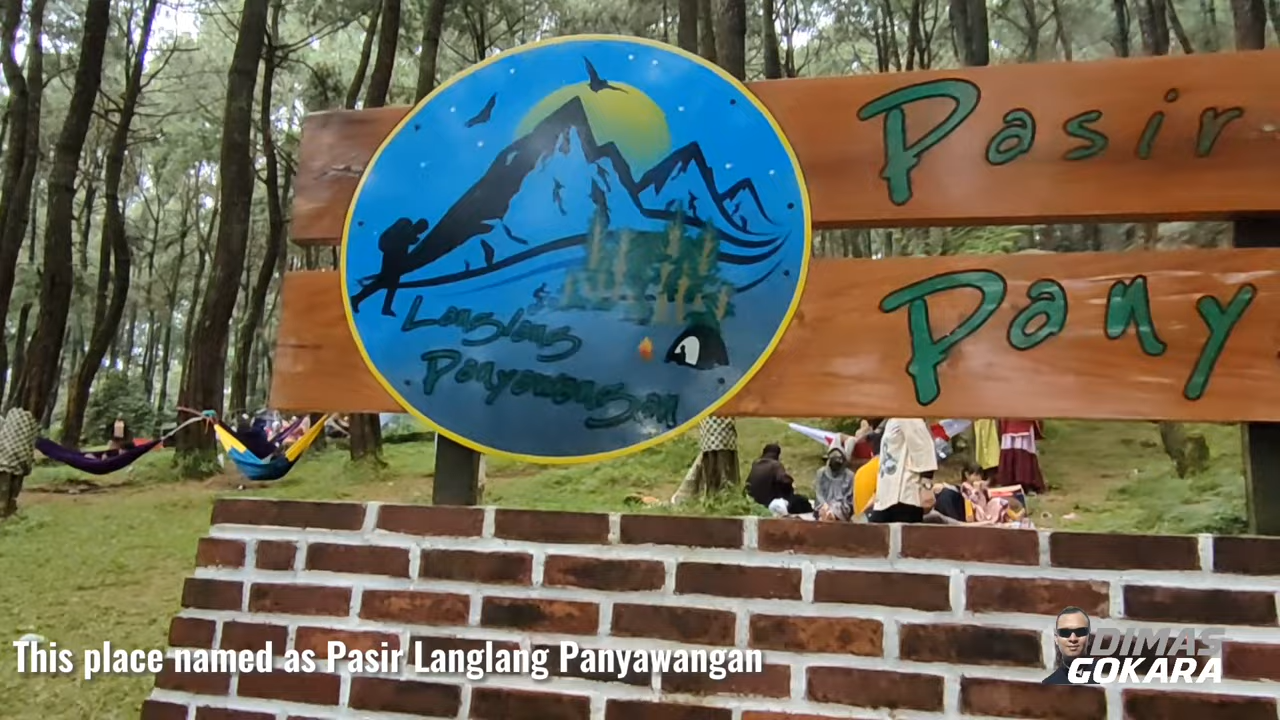 Pasir
Pany
Langlang
Panyawangan
This place named as Pasir Langlang Panyawangan
DIMAS
GOKARA